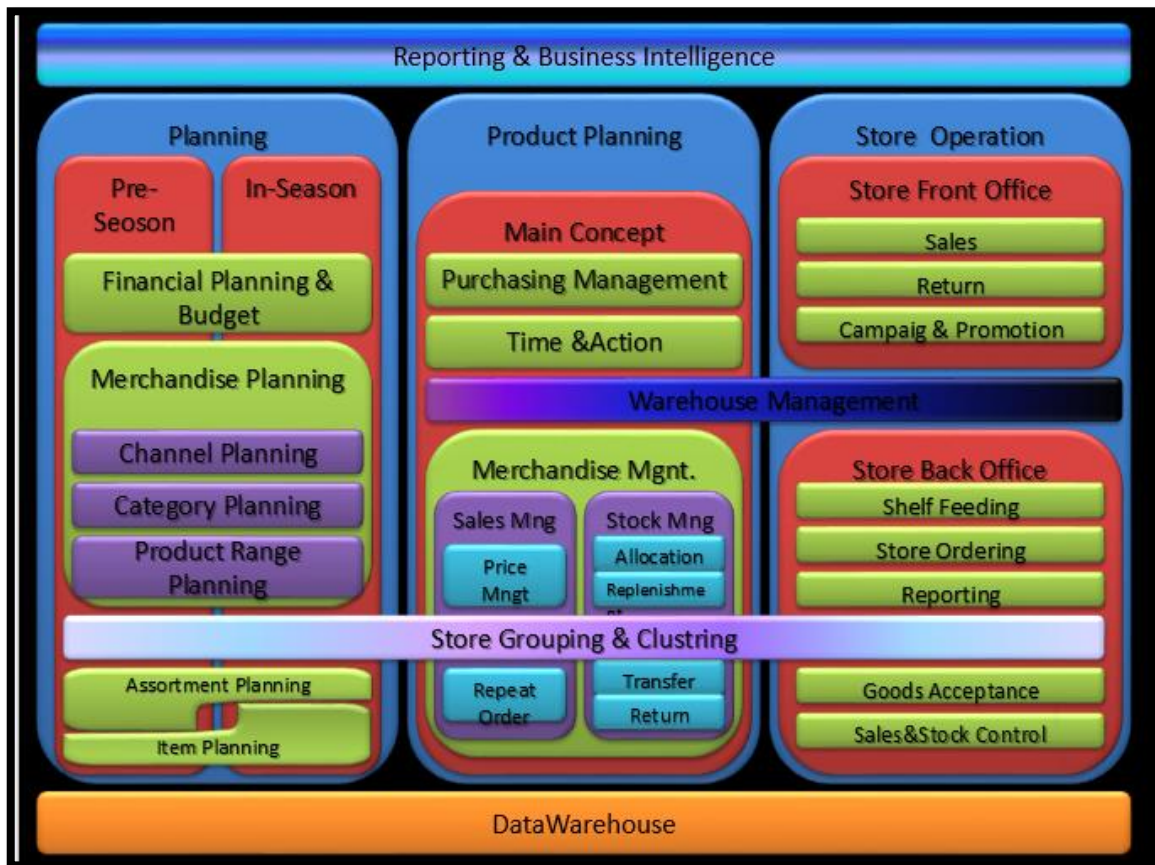 Reporting & Business Intelligence
Planning
Pre-
Seoson
In-Season
Financial Planning &
Budget
Merchandise Planning
Channel Planning
Category Planning
Product Range
Planning
Assortment Planning
Item Planning
Product Planning
Main Concept
Purchasing Management
Time &Action
Warehouse Management
Merchandise Mgnt.
Sales Mng
Price
Mngt
Repeat
Order
Stock Mng
Allocation
Replenishme
Transfer
Return
Store Grouping & Clustring
Store Operation
Store Front Office
Sales
Return
Campaig & Promotion
Store Back Office
Shelf Feeding
Store Ordering
Reporting
Goods Acceptance
Sales&Stock Control
DataWarehouse